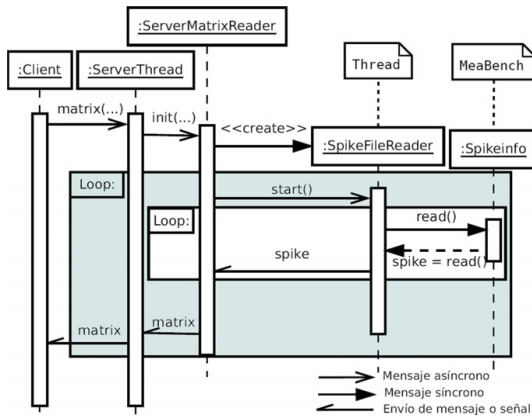 :ServerMatrixReader
:Client
:ServerThread
Thread
MeaBench
matrix(...)
init(...)
<<create>>
:SpikeFileReader
:Spikeinfo
Loop:
start()
Loop:
read()
spike
spike = read()
matrix
matrix
Mensaje asíncrono
Mensaje síncrono
Envío de mensaje o señal